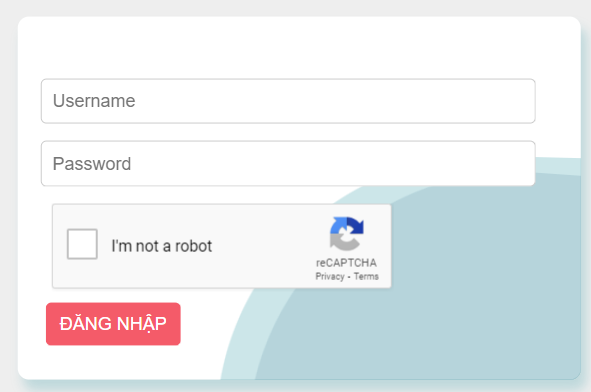 Username
Password
I'm not a robot
reCAPTCHA
Privacy - Terms
ĐĂNG NHẬP